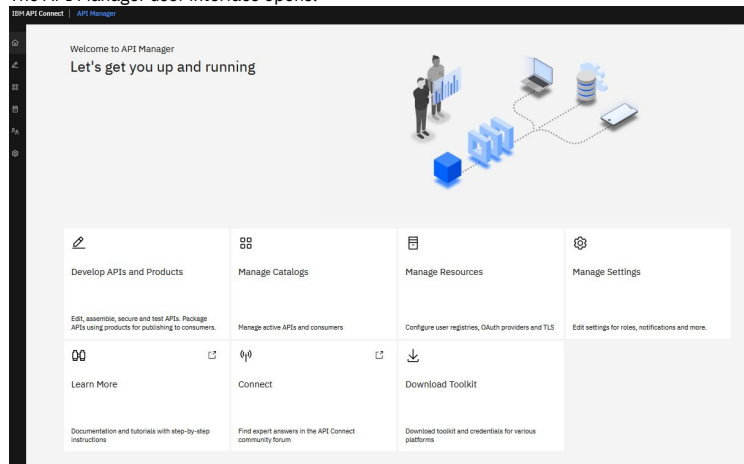 The API Manager user interface opens.
IBM API Connect | API Manager
Welcome to API Manager
Let's get you up and running
Develop APIs and Products
Edit, assemble, secure and test APIs. Package
APIs using products for publishing to consumers.
Manage Catalogs
Manage active APIs and consumers
Manage Resources
Configure user registries, OAuth providers and TLS
Manage Settings
Edit settings for roles, notifications and more.
Learn More
Documentation and tutorials with step-by-step
instructions
Connect
Find expert answers in the API Connect
community forum
Download Toolkit
Download toolkit and credentials for various
platforms